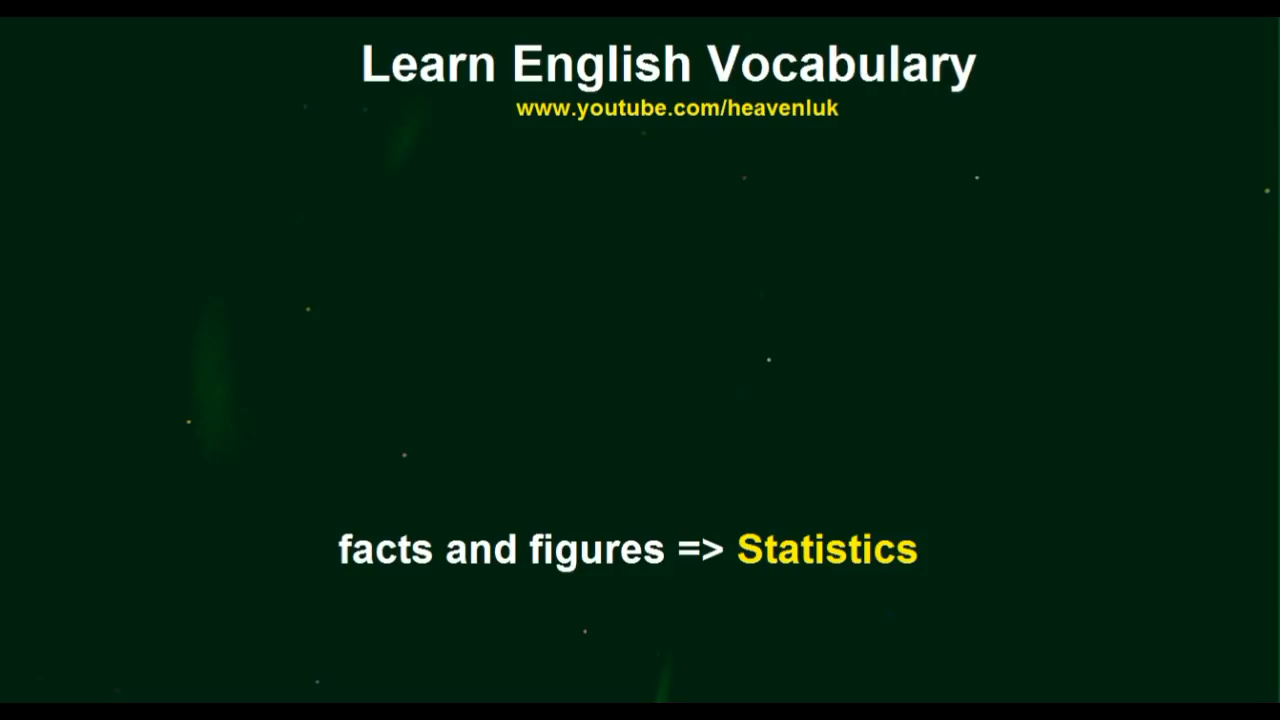 Learn English Vocabulary
www.youtube.com/heavenluk
facts and figures => Statistics